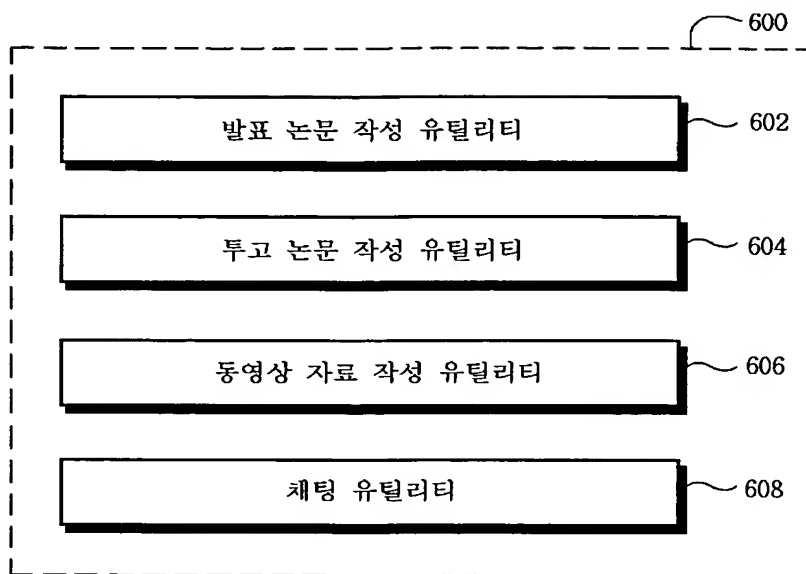 600
발표 논문 작성 유틸리티
602
투고 논문 작성 유틸리티
604
동영상 자료 작성 유틸리티
606
채팅 유틸리티
608